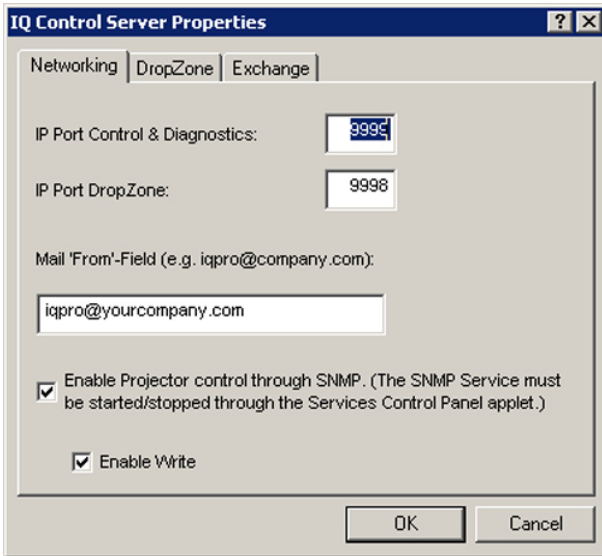 IQ Control Server Properties
Networking DropZone Exchange
IP Port Control & Diagnostics: 9999
IP Port DropZone: 9998
Mail 'From'-Field (e.g. iqpro@company.com):
iqpro@yourcompany.com
Enable Projector control through SNMP. (The SNMP Service must
be started/stopped through the Services Control Panel applet.)
Enable Write
OK Cancel